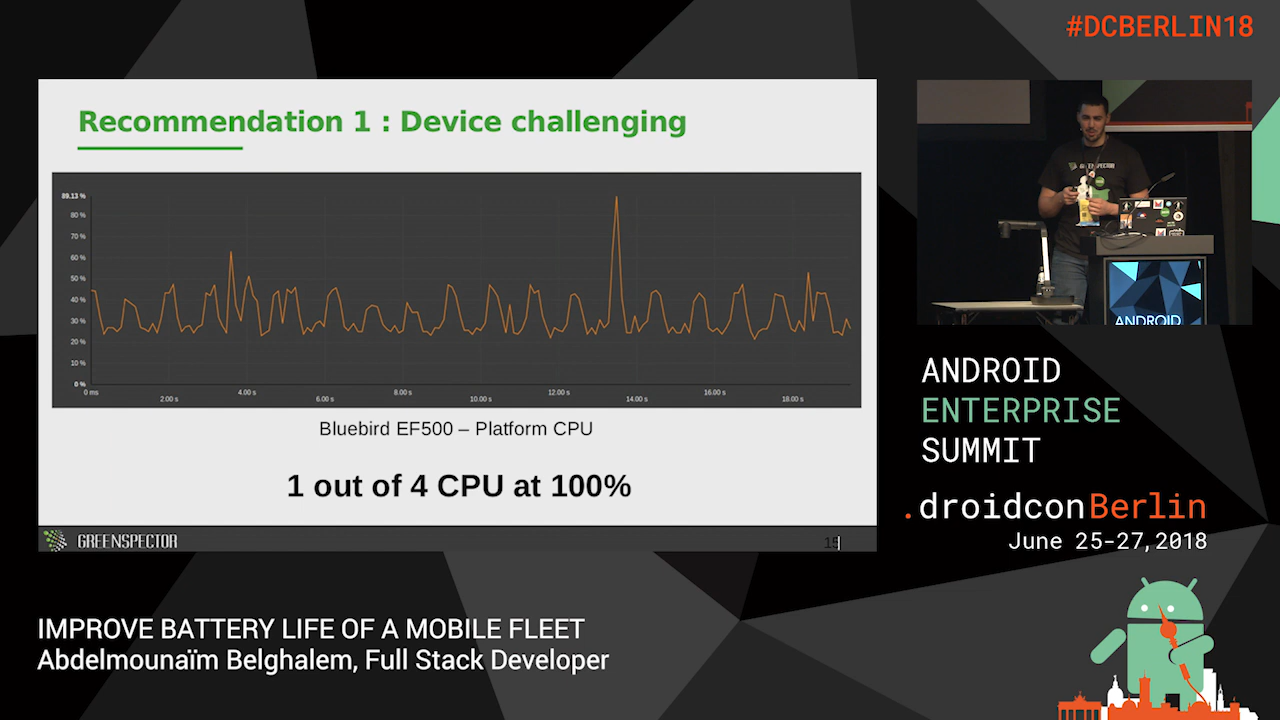 #DCBERLIN18
Recommendation 1 : Device challenging
89.13 %
80 %
70 %
60 %
50 %
40 %
30 %
20 %
10 %
0 %
0 ms
2.00 s
4.00 s
6.00 s
8.00 s
10.00 s
12.00 s
14.00 s
16.00 s
18.00 s
Bluebird EF500 – Platform CPU
1 out of 4 CPU at 100%
GREENSPECTOR
15
GREENSPECTOR
ANDROID
ANDROID
ENTERPRISE
SUMMIT
.droidconBerlin
June 25-27,2018
IMPROVE BATTERY LIFE OF A MOBILE FLEET
Abdelmounaïm Belghalem, Full Stack Developer